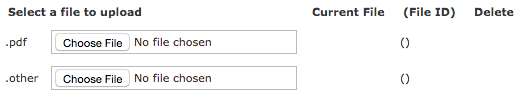 Select a file to upload Current File (File ID) Delete
.pdf Choose File No file chosen ()
.other Choose File No file chosen ()